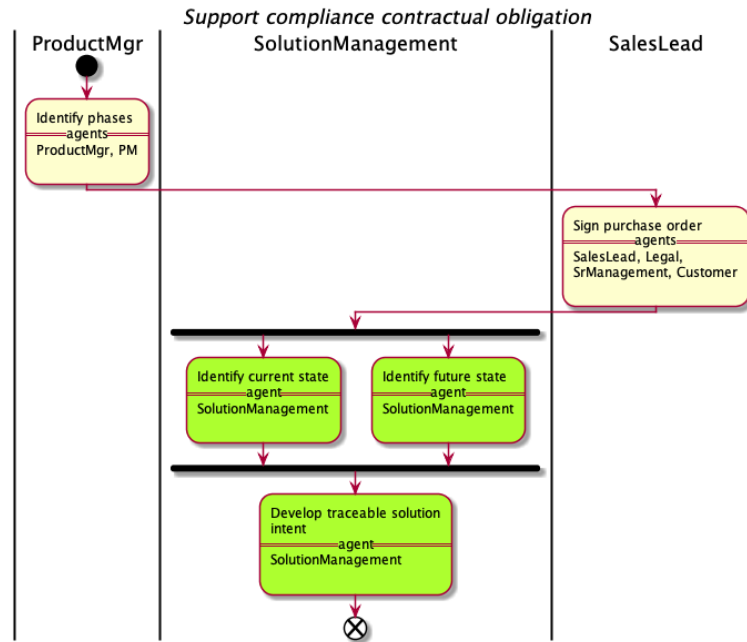 Support compliance contractual obligation
ProductMgr
SolutionManagement
SalesLead
Identify phases
agents
ProductMgr, PM
Sign purchase order
agents
SalesLead, Legal,
SrManagement, Customer
Identify current state
agent
SolutionManagement
Identify future state
agent
SolutionManagement
Develop traceable solution
intent
agent
SolutionManagement